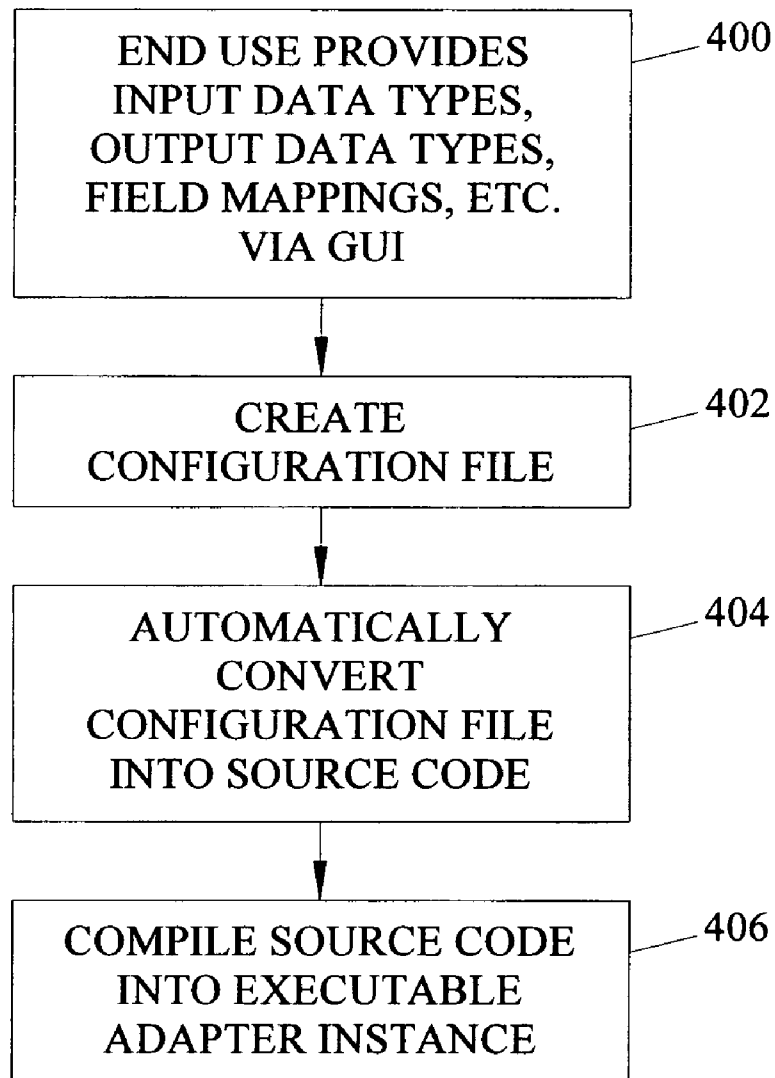 END USE PROVIDES
INPUT DATA TYPES,
OUTPUT DATA TYPES,
FIELD MAPPINGS, ETC.
VIA GUI
400
CREATE
CONFIGURATION FILE
402
AUTOMATICALLY
CONVERT
CONFIGURATION FILE
INTO SOURCE CODE
404
COMPILE SOURCE CODE
INTO EXECUTABLE
ADAPTER INSTANCE
406